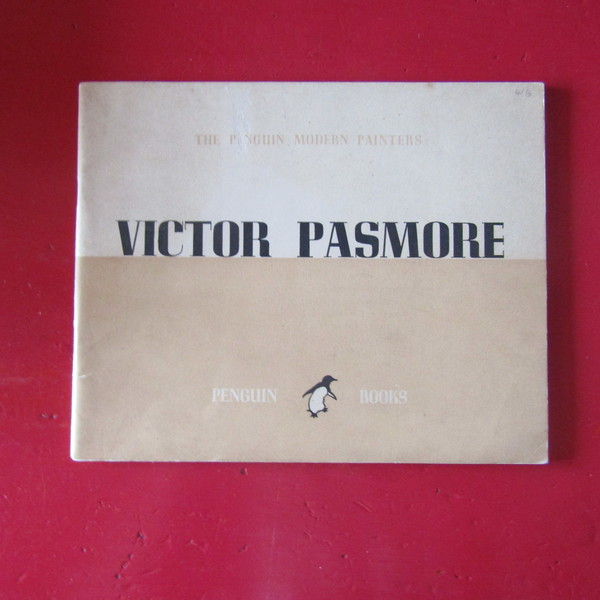 THE PENGUIN MODERN PAINTERS
VICTOR PASMORE
PENGUIN BOOKS